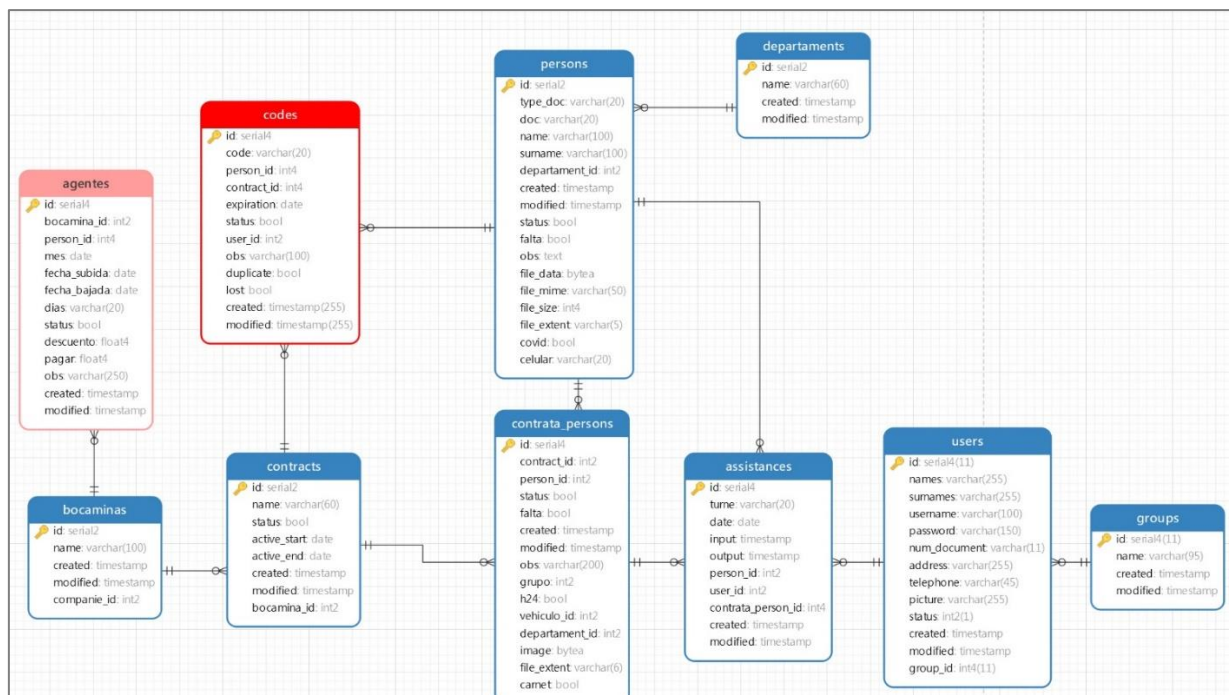 departaments
id: serial2
name: varchar(60)
created: timestamp
modified: timestamp
persons
id: serial2
type_doc: varchar(20)
doc: varchar(20)
name: varchar(100)
surname: varchar(100)
departament_id: int2
created: timestamp
modified: timestamp
status: bool
falta: bool
obs: text
file_data: bytea
file_mime: varchar(50)
file_size: int4
file_extent: varchar(5)
covid: bool
celular: varchar(20)
codes
id: serial4
code: varchar(20)
person_id: int4
contract_id: int4
expiration: date
status: bool
user_id: int2
obs: varchar(100)
duplicate: bool
lost: bool
created: timestamp(255)
modified: timestamp(255)
agentes
id: serial4
bocamina_id: int2
person_id: int4
mes: date
fecha_subida: date
fecha_bajada: date
dias: varchar(20)
status: bool
descuento: float4
pagar: float4
obs: varchar(250)
created: timestamp
modified: timestamp
bocaminas
id: serial2
name: varchar(100)
created: timestamp
modified: timestamp
companie_id: int2
contracts
id: serial2
name: varchar(60)
status: bool
active_start: date
active_end: date
created: timestamp
modified: timestamp
bocamina_id: int2
contrata_persons
id: serial4
contract_id: int2
person_id: int2
status: bool
falta: bool
created: timestamp
modified: timestamp
obs: varchar(200)
grupo: int2
h24: bool
vehiculo_id: int2
departament_id: int2
image: bytea
file_extent: varchar(6)
carnet: bool
assistances
id: serial4
turne: varchar(20)
date: date
input: timestamp
output: timestamp
person_id: int2
user_id: int2
contrata_person_id: int4
created: timestamp
modified: timestamp
users
id: serial4(11)
names: varchar(255)
surnames: varchar(255)
username: varchar(100)
password: varchar(150)
num_document: varchar(11)
address: varchar(255)
telephone: varchar(45)
picture: varchar(255)
status: int2(1)
created: timestamp
modified: timestamp
group_id: int4(11)
groups
id: serial4(11)
name: varchar(95)
created: timestamp
modified: timestamp